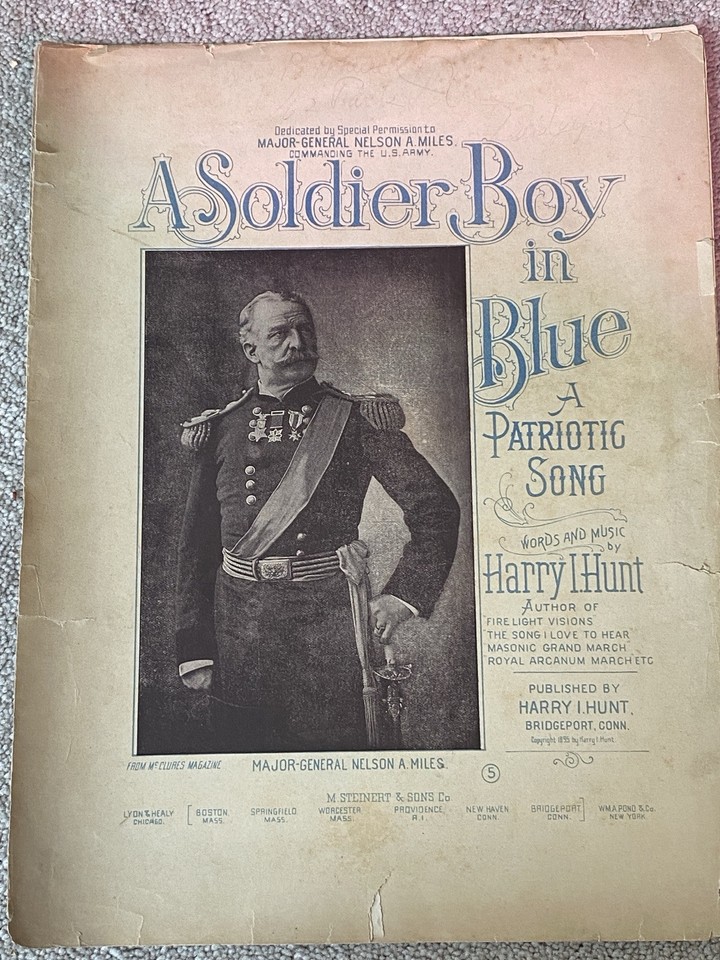 Dedicated by Special Permission to
MAJOR-GENERAL NELSON A. MILES.
COMMANDING THE U.S. ARMY.
A Soldier Boy
in
Blue
A
PATRIOTIC
SONG
WORDS AND MUSIC
by
Harry I. Hunt
AUTHOR OF
"FIRE LIGHT VISIONS"
"THE SONG I LOVE TO HEAR"
MASONIC GRAND MARCH"
"ROYAL ARCANUM MARCH" ETC
PUBLISHED BY
HARRY I. HUNT,
BRIDGEPORT, CONN.
Copyright 1895 by Harry I. Hunt
FROM McCLURES MAGAZINE
MAJOR-GENERAL NELSON A. MILES.
5
M. STEINERT & SONS Co
LYON & HEALY CHICAGO. [BOSTON MASS. SPRINGFIELD MASS. WORCESTER MASS. PROVIDENCE, R.I. NEW HAVEN CONN. BRIDGEPORT CONN.] WM. A. POND & Co. NEW YORK